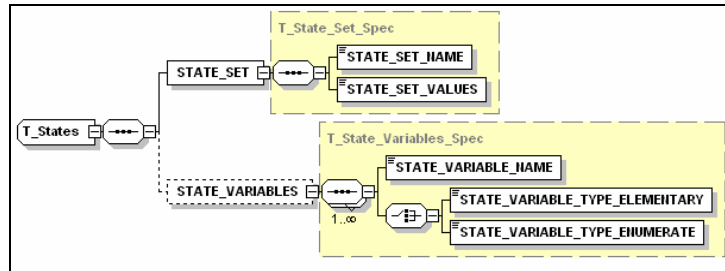 T_State_Set_Spec
STATE_SET_NAME
STATE_SET
STATE_SET_VALUES
T_States
T_State_Variables_Spec
STATE_VARIABLE_NAME
STATE_VARIABLES
1..∞
STATE_VARIABLE_TYPE_ELEMENTARY
STATE_VARIABLE_TYPE_ENUMERATE